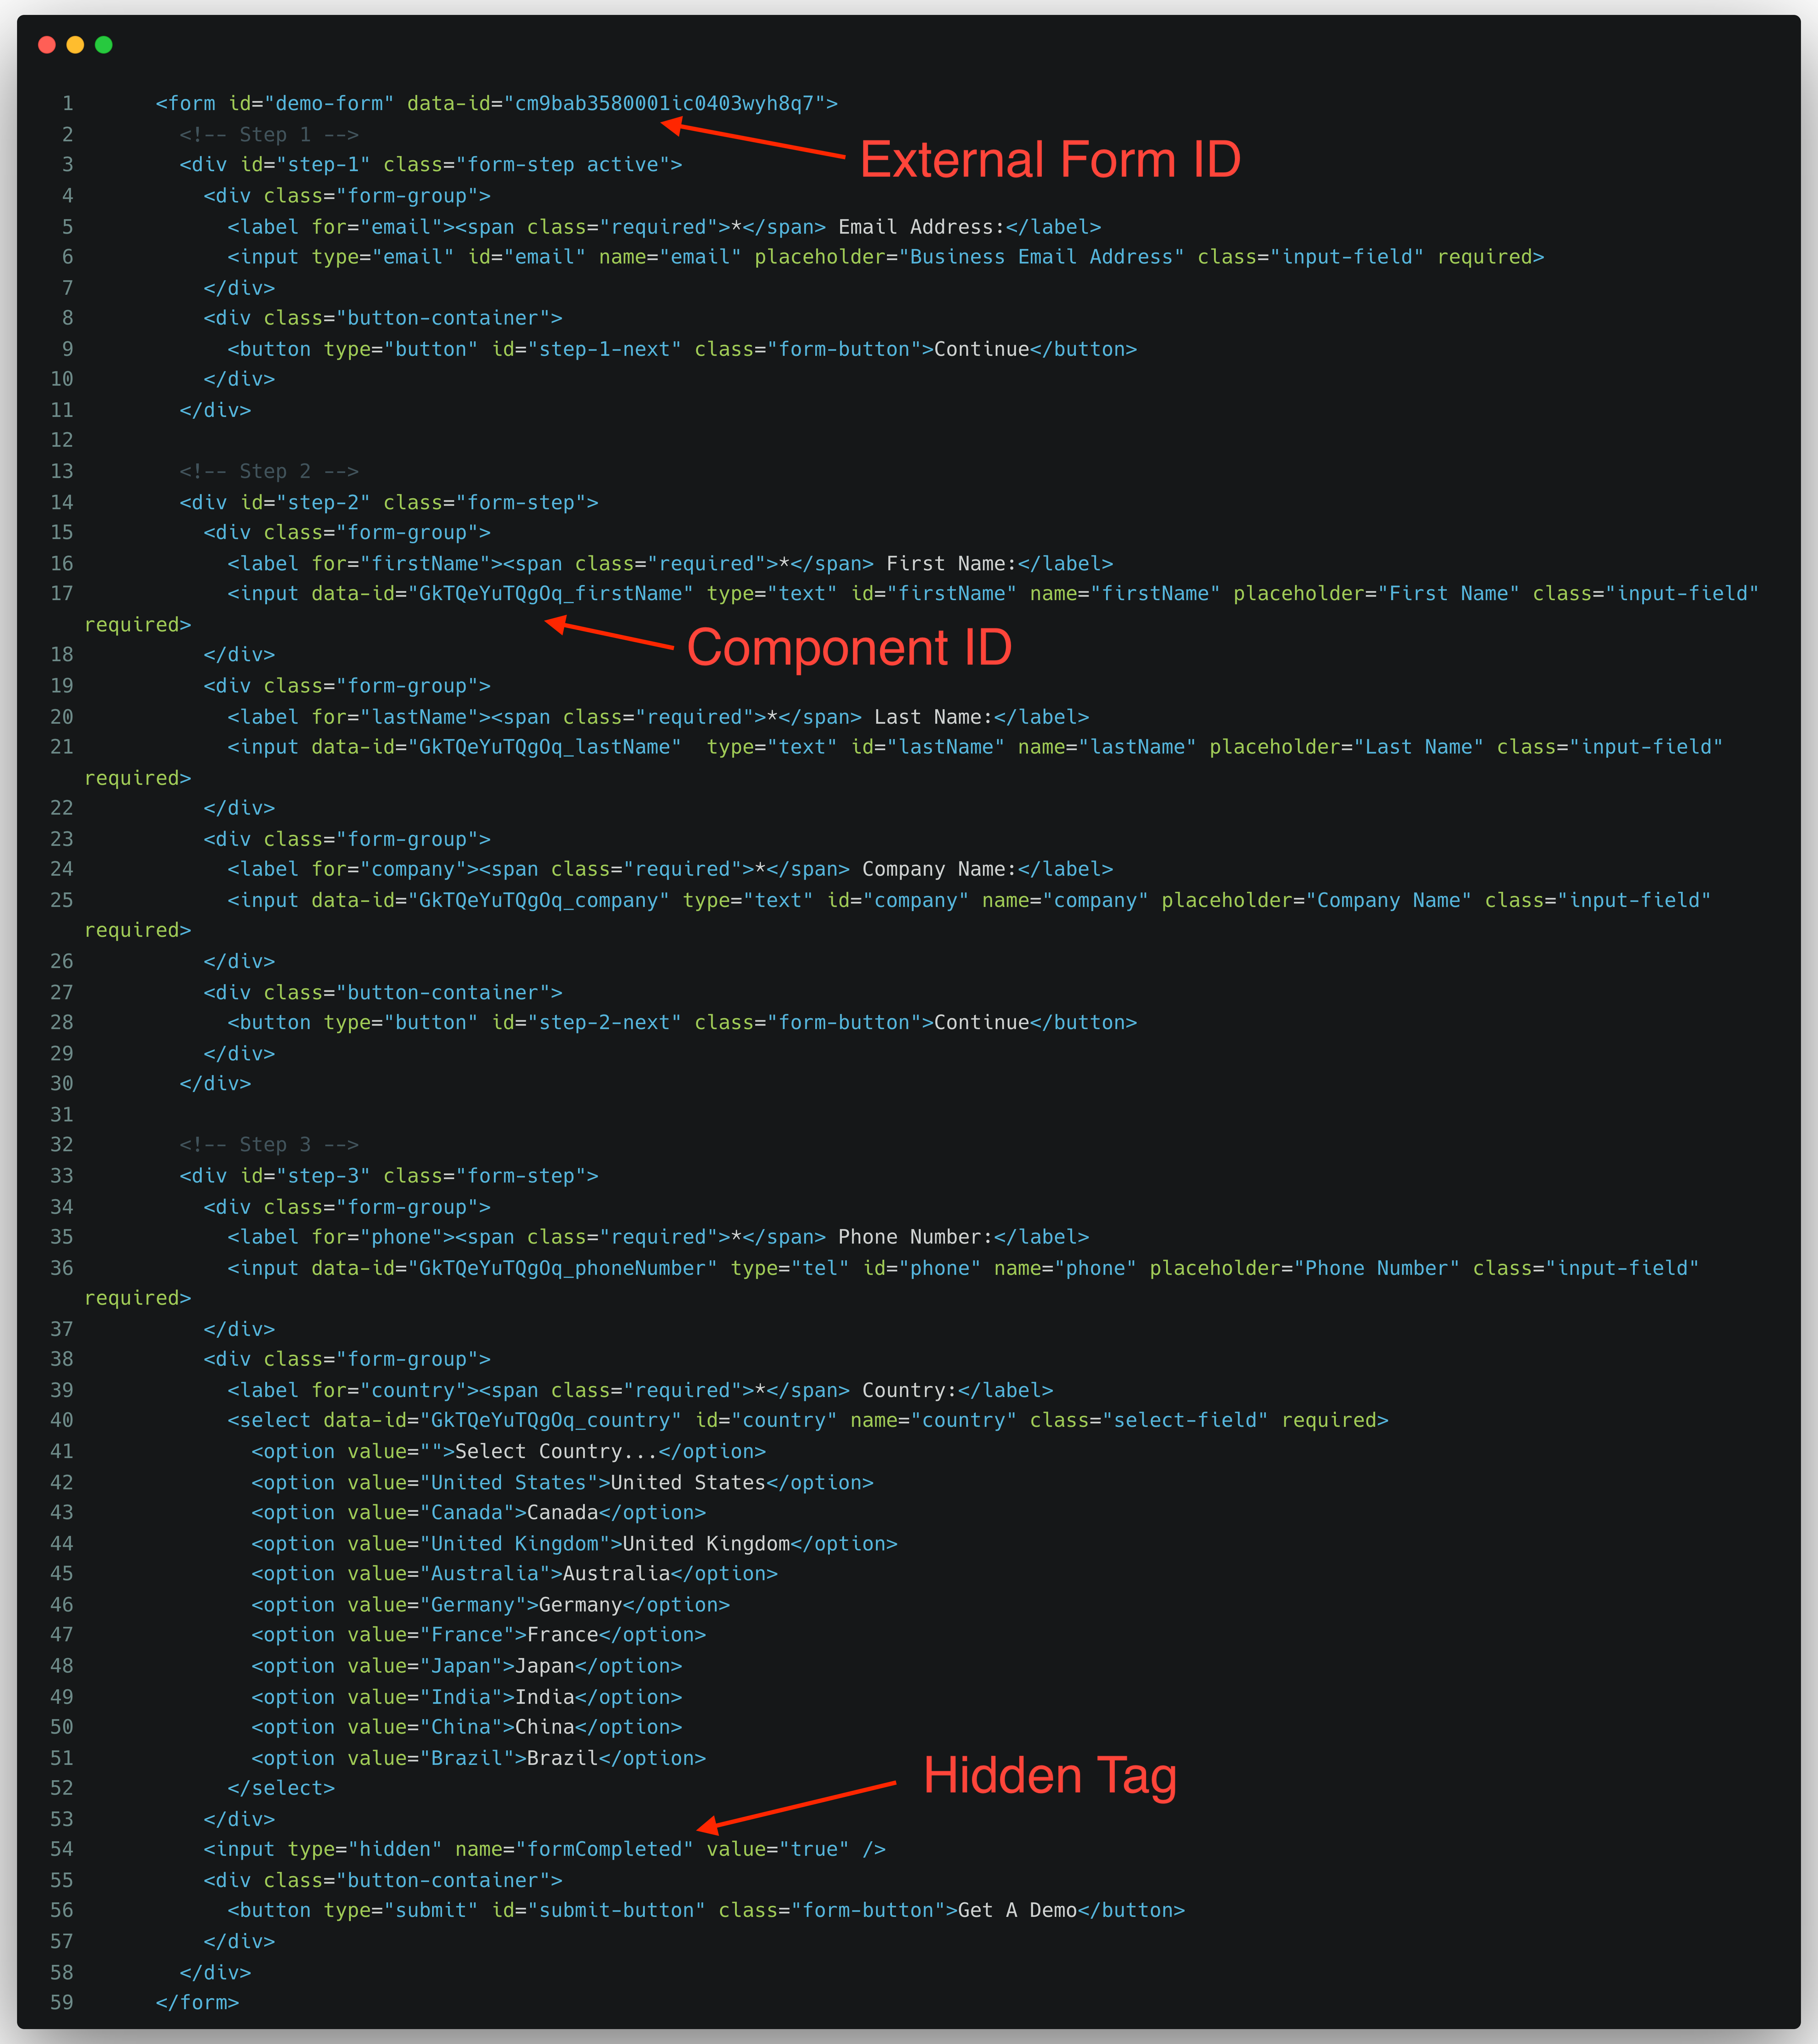 1 <form id="demo-form" data-id="cm9bab3580001ic0403wyh8q7">
2 <!-- Step 1 -->
External Form ID
3 <div id="step-1" class="form-step active">
4 <div class="form-group">
5 <label for="email"><span class="required">*</span> Email Address:</label>
6 <input type="email" id="email" name="email" placeholder="Business Email Address" class="input-field" required>
7 </div>
8 <div class="button-container">
9 <button type="button" id="step-1-next" class="form-button">Continue</button>
10 </div>
11 </div>
12
13 <!-- Step 2 -->
14 <div id="step-2" class="form-step">
15 <div class="form-group">
16 <label for="firstName"><span class="required">*</span> First Name:</label>
17 <input data-id="GkTQeYuTQgOq_firstName" type="text" id="firstName" name="firstName" placeholder="First Name" class="input-field"
required>
Component ID
18 </div>
19 <div class="form-group">
20 <label for="lastName"><span class="required">*</span> Last Name:</label>
21 <input data-id="GkTQeYuTQgOq_lastName"  type="text" id="lastName" name="lastName" placeholder="Last Name" class="input-field"
required>
22 </div>
23 <div class="form-group">
24 <label for="company"><span class="required">*</span> Company Name:</label>
25 <input data-id="GkTQeYuTQgOq_company" type="text" id="company" name="company" placeholder="Company Name" class="input-field"
required>
26 </div>
27 <div class="button-container">
28 <button type="button" id="step-2-next" class="form-button">Continue</button>
29 </div>
30 </div>
31
32 <!-- Step 3 -->
33 <div id="step-3" class="form-step">
34 <div class="form-group">
35 <label for="phone"><span class="required">*</span> Phone Number:</label>
36 <input data-id="GkTQeYuTQgOq_phoneNumber" type="tel" id="phone" name="phone" placeholder="Phone Number" class="input-field"
required>
37 </div>
38 <div class="form-group">
39 <label for="country"><span class="required">*</span> Country:</label>
40 <select data-id="GkTQeYuTQgOq_country" id="country" name="country" class="select-field" required>
41 <option value="">Select Country...</option>
42 <option value="United States">United States</option>
43 <option value="Canada">Canada</option>
44 <option value="United Kingdom">United Kingdom</option>
45 <option value="Australia">Australia</option>
46 <option value="Germany">Germany</option>
47 <option value="France">France</option>
48 <option value="Japan">Japan</option>
49 <option value="India">India</option>
50 <option value="China">China</option>
51 <option value="Brazil">Brazil</option>
Hidden Tag
52 </select>
53 </div>
54 <input type="hidden" name="formCompleted" value="true" />
55 <div class="button-container">
56 <button type="submit" id="submit-button" class="form-button">Get A Demo</button>
57 </div>
58 </div>
59 </form>